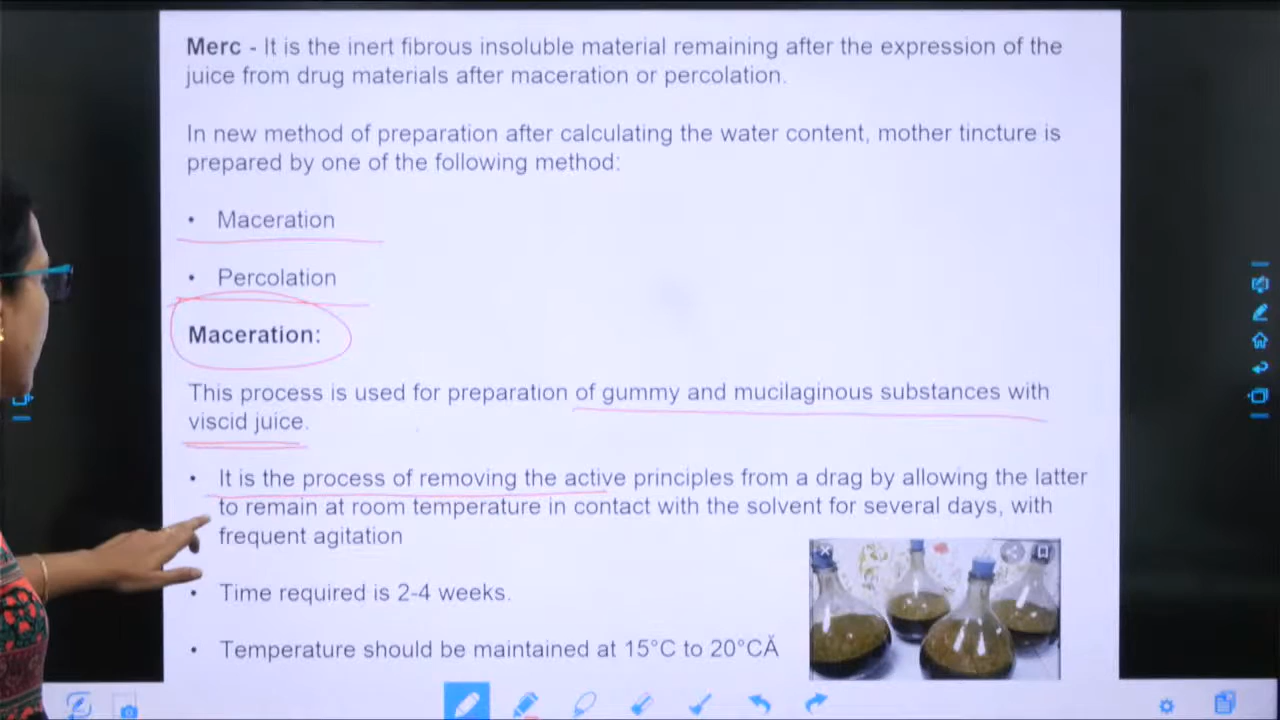 Merc - It is the inert fibrous insoluble material remaining after the expression of the
juice from drug materials after maceration or percolation.
In new method of preparation after calculating the water content, mother tincture is
prepared by one of the following method:
• Maceration
• Percolation
Maceration:
This process is used for preparation of gummy and mucilaginous substances with
viscid juice.
• It is the process of removing the active principles from a drag by allowing the latter
to remain at room temperature in contact with the solvent for several days, with
frequent agitation
• Time required is 2-4 weeks.
• Temperature should be maintained at 15°C to 20°CÄ